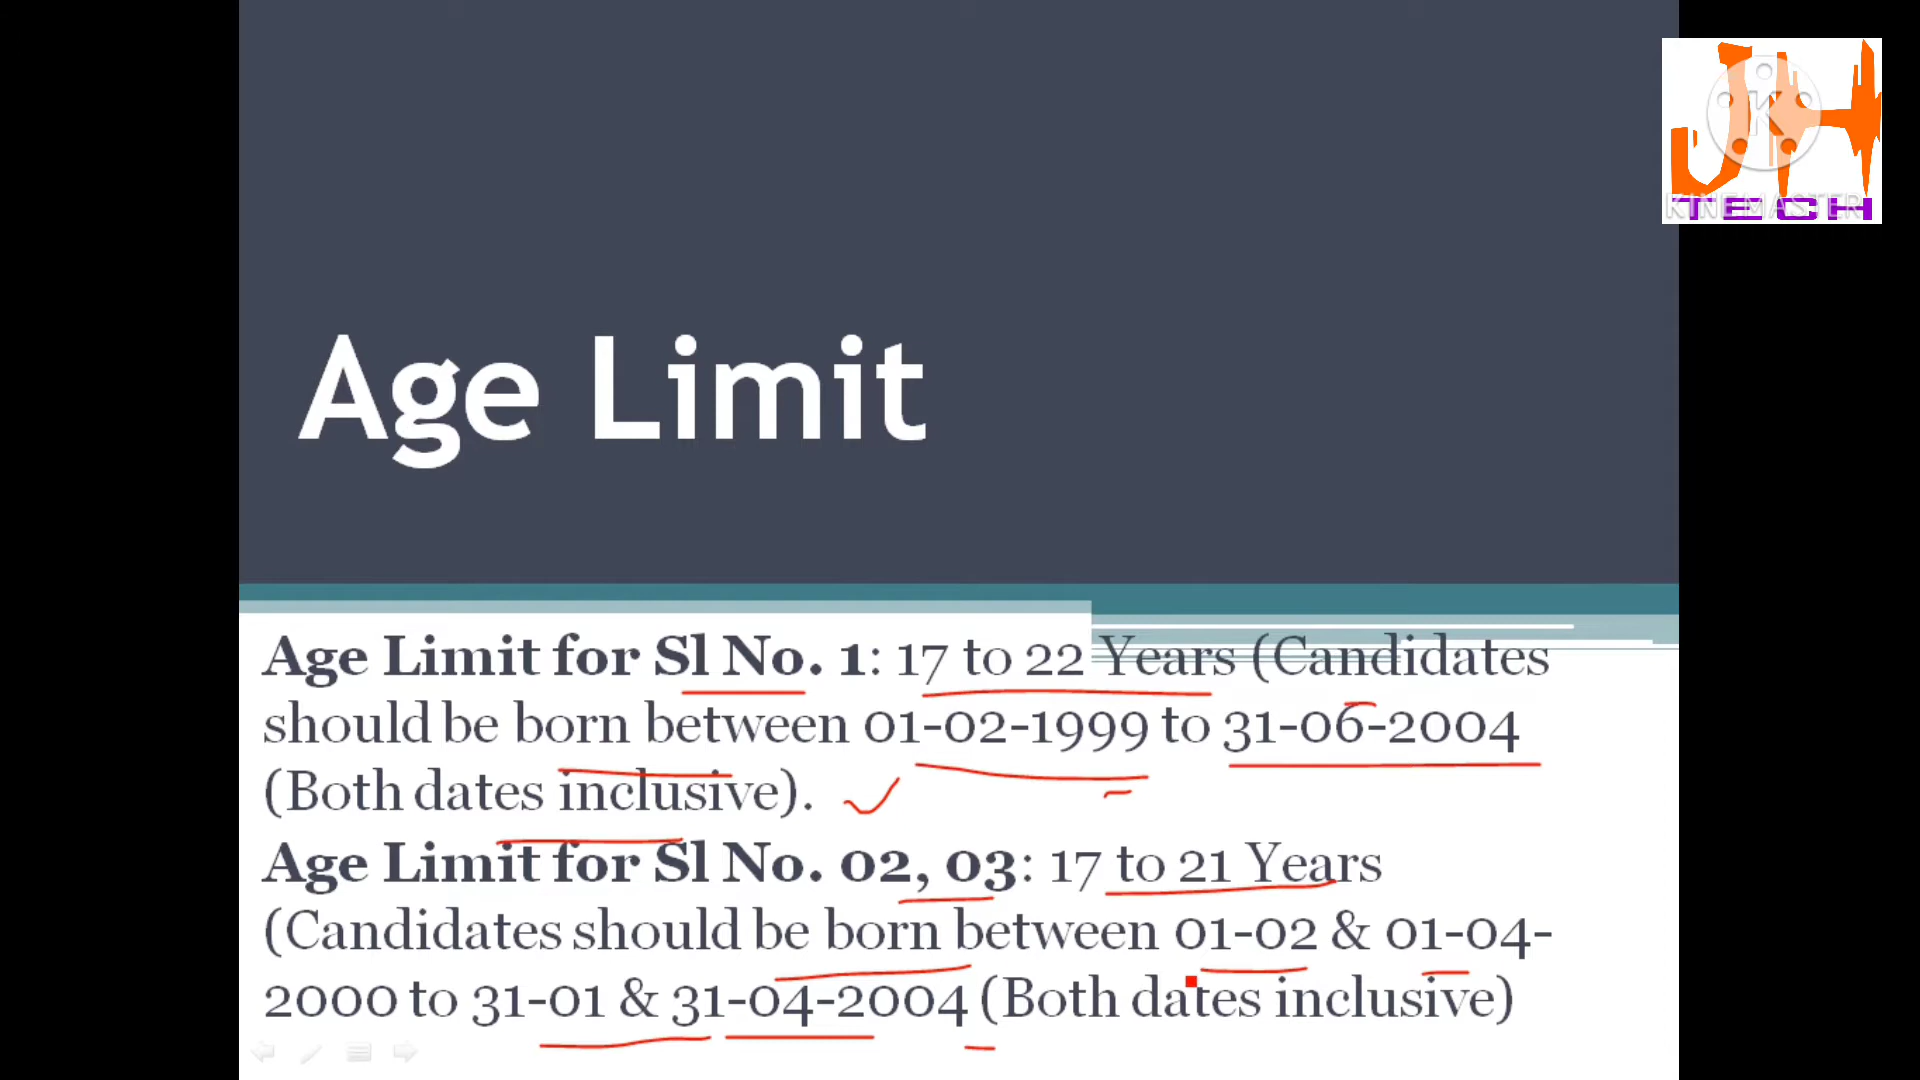 JH
TECH
KINEMASTER
Age Limit
Age Limit for Sl No. 1: 17 to 22 Years (Candidates
should be born between 01-02-1999 to 31-06-2004
(Both dates inclusive).
Age Limit for Sl No. 02, 03: 17 to 21 Years
(Candidates should be born between 01-02 & 01-04-
2000 to 31-01 & 31-04-2004 (Both dates inclusive)